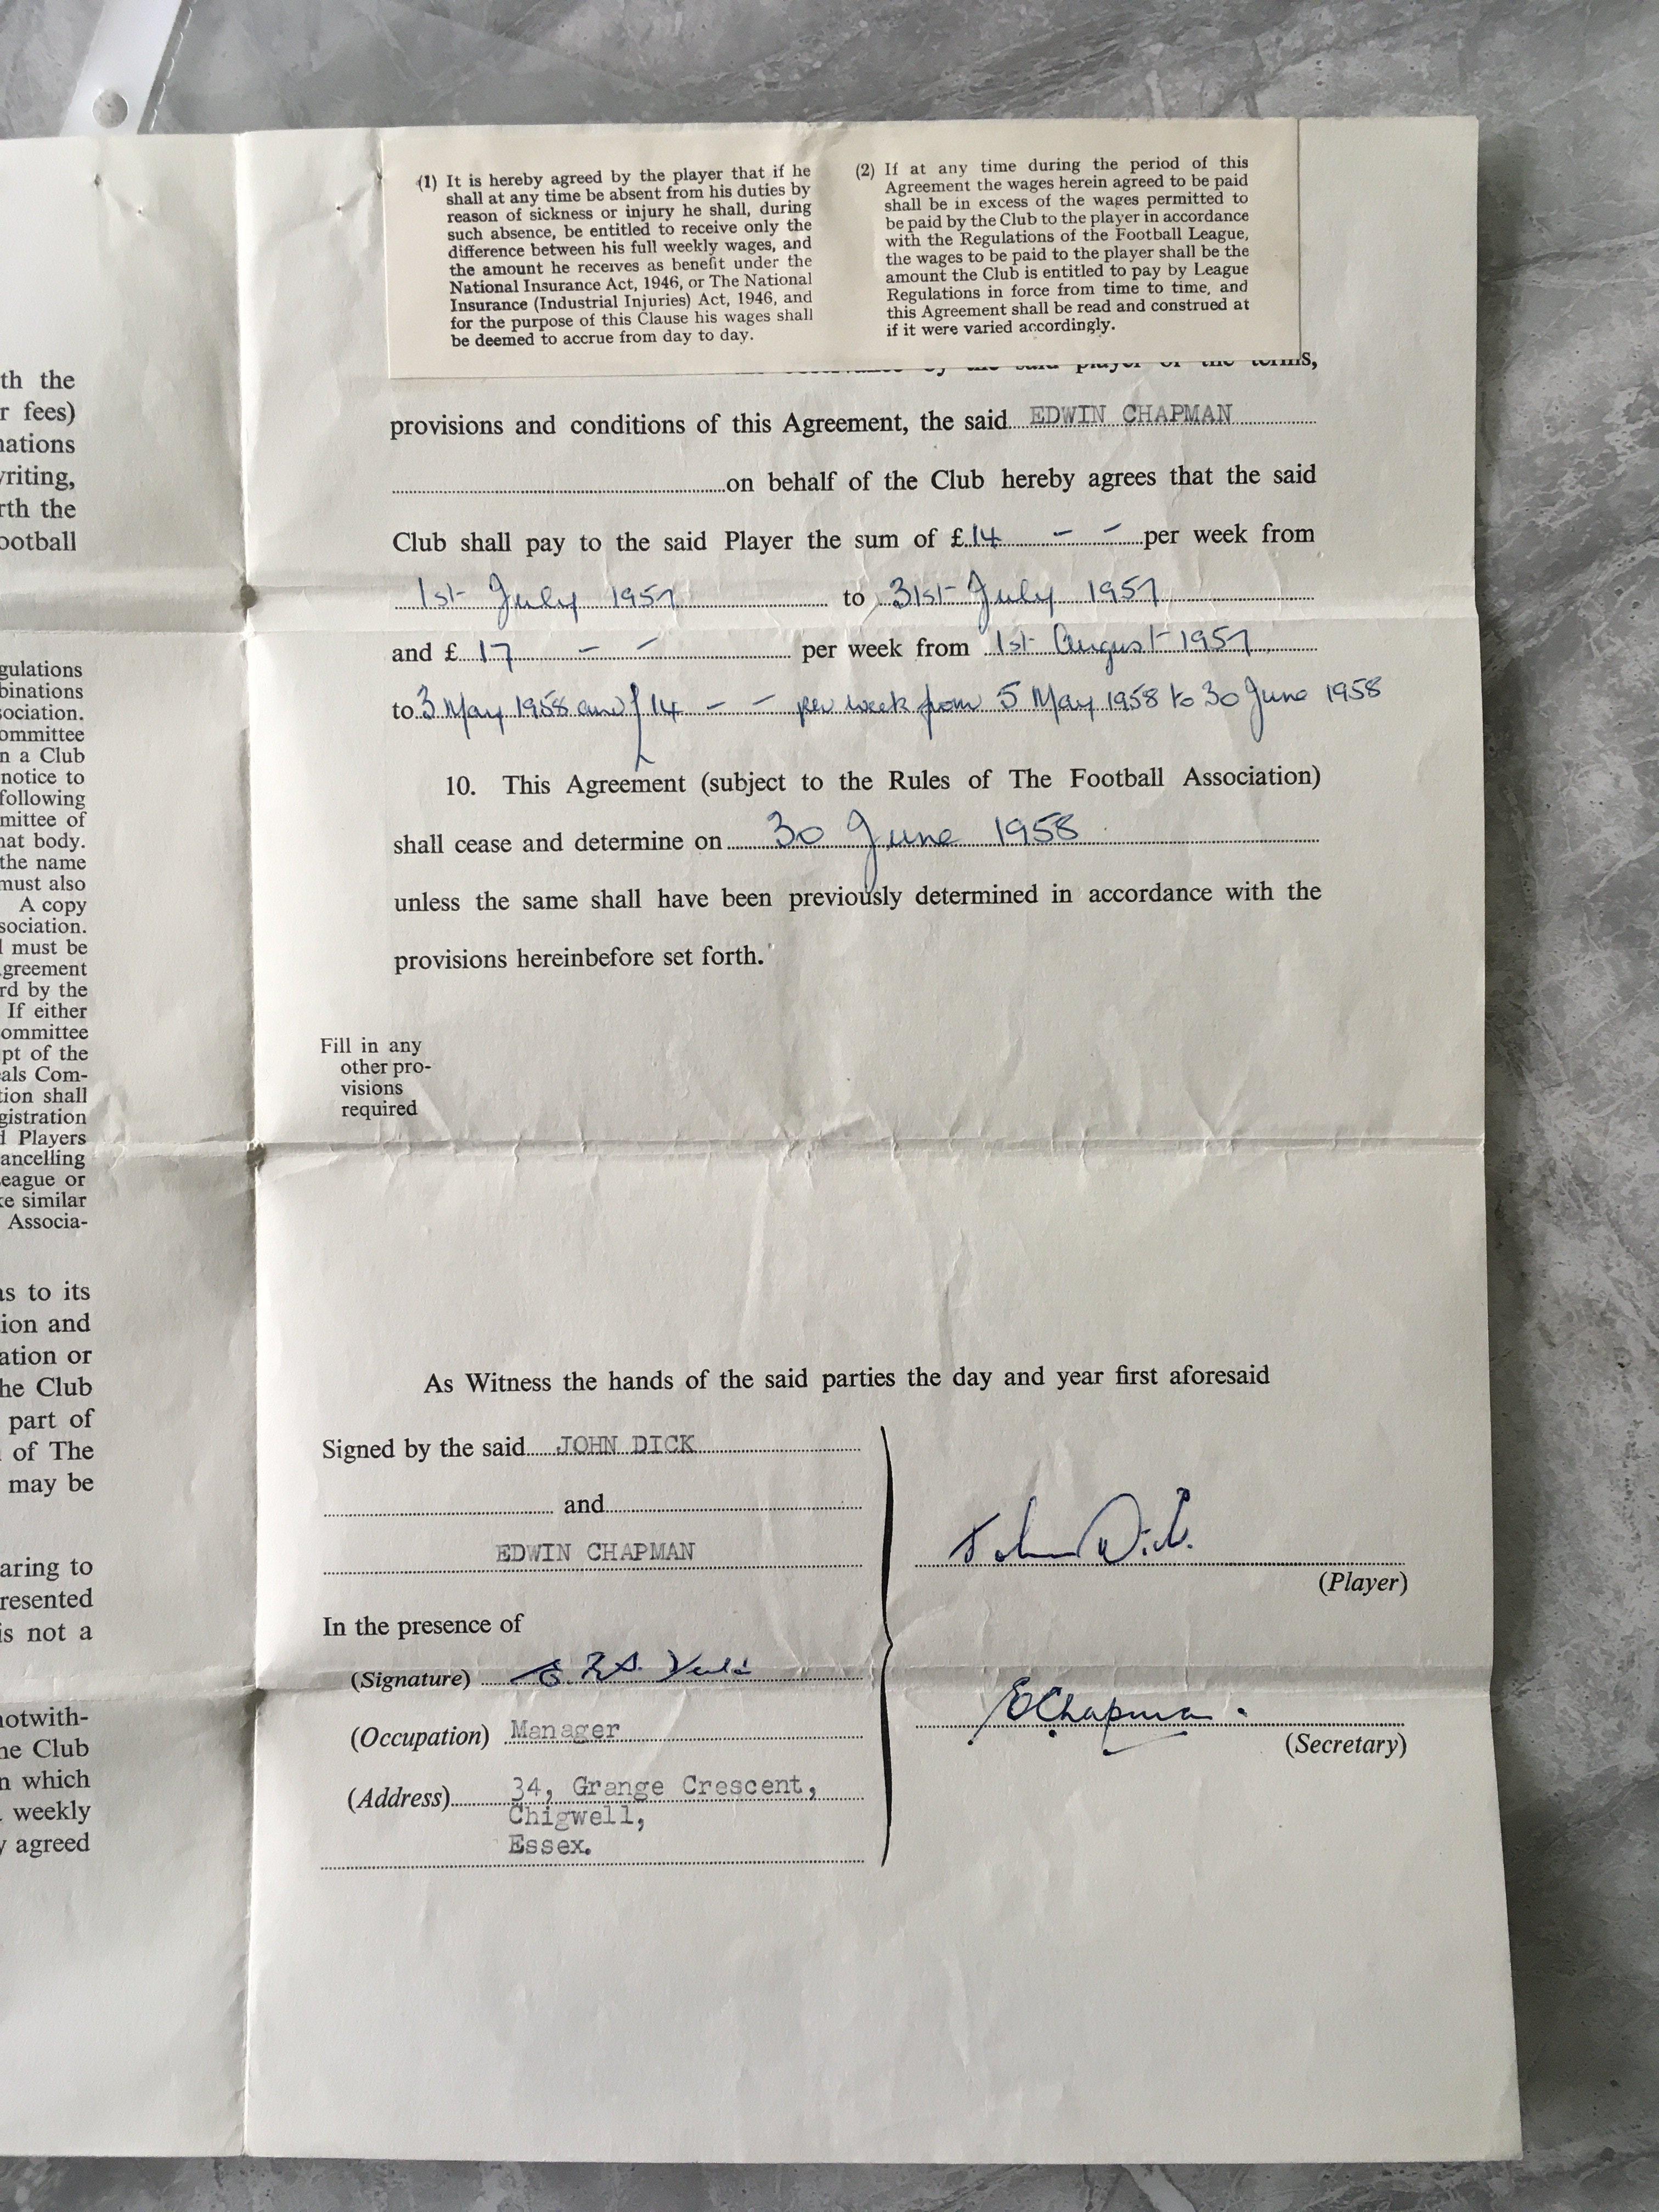 th the
r fees)
nations
vriting,
rth the
ootball
gulations
binations
sociation.
ommittee
n a Club
notice to
following
mittee of
hat body.
the name
must also
A copy
sociation.
l must be
greement
rd by the
If either
ommittee
pt of the
als Com-
tion shall
gistration
d Players
ancelling
eague or
ke similar
Associa-
as to its
ion and
ation or
he Club
part of
of The
may be
aring to
resented
is not a
notwith-
he Club
n which
weekly
y agreed
(1) It is hereby agreed by the player that if he
shall at any time be absent from his duties by
reason of sickness or injury he shall, during
such absence, be entitled to receive only the
difference between his full weekly wages, and
the amount he receives as benefit under the
National Insurance Act, 1946, or The National
Insurance (Industrial Injuries) Act, 1946, and
for the purpose of this Clause his wages shall
be deemed to accrue from day to day.
(2) If at any time during the period of this
Agreement the wages herein agreed to be paid
shall be in excess of the wages permitted to
be paid by the Club to the player in accordance
with the Regulations of the Football League,
the wages to be paid to the player shall be the
amount the Club is entitled to pay by League
Regulations in force from time to time, and
this Agreement shall be read and construed at
if it were varied accordingly.
by the said player of the terms,
provisions and conditions of this Agreement, the said EDWIN CHAPMAN
on behalf of the Club hereby agrees that the said
Club shall pay to the said Player the sum of £ 14 - - per week from
1st July 1957 to 31st July 1957
and £ 17 - - per week from 1st August 1957
to 3 May 1958 and £14 - - per week from 5 May 1958 to 30 June 1958
10. This Agreement (subject to the Rules of The Football Association)
shall cease and determine on 30 June 1958
unless the same shall have been previously determined in accordance with the
provisions hereinbefore set forth.
Fill in any
other pro-
visions
required
As Witness the hands of the said parties the day and year first aforesaid
Signed by the said JOHN DICK
and
EDWIN CHAPMAN
John Dick.
(Player)
In the presence of
(Signature)
(Occupation) Manager
(Address) 34, Grange Crescent,
Chigwell,
Essex.
E Chapman.
(Secretary)